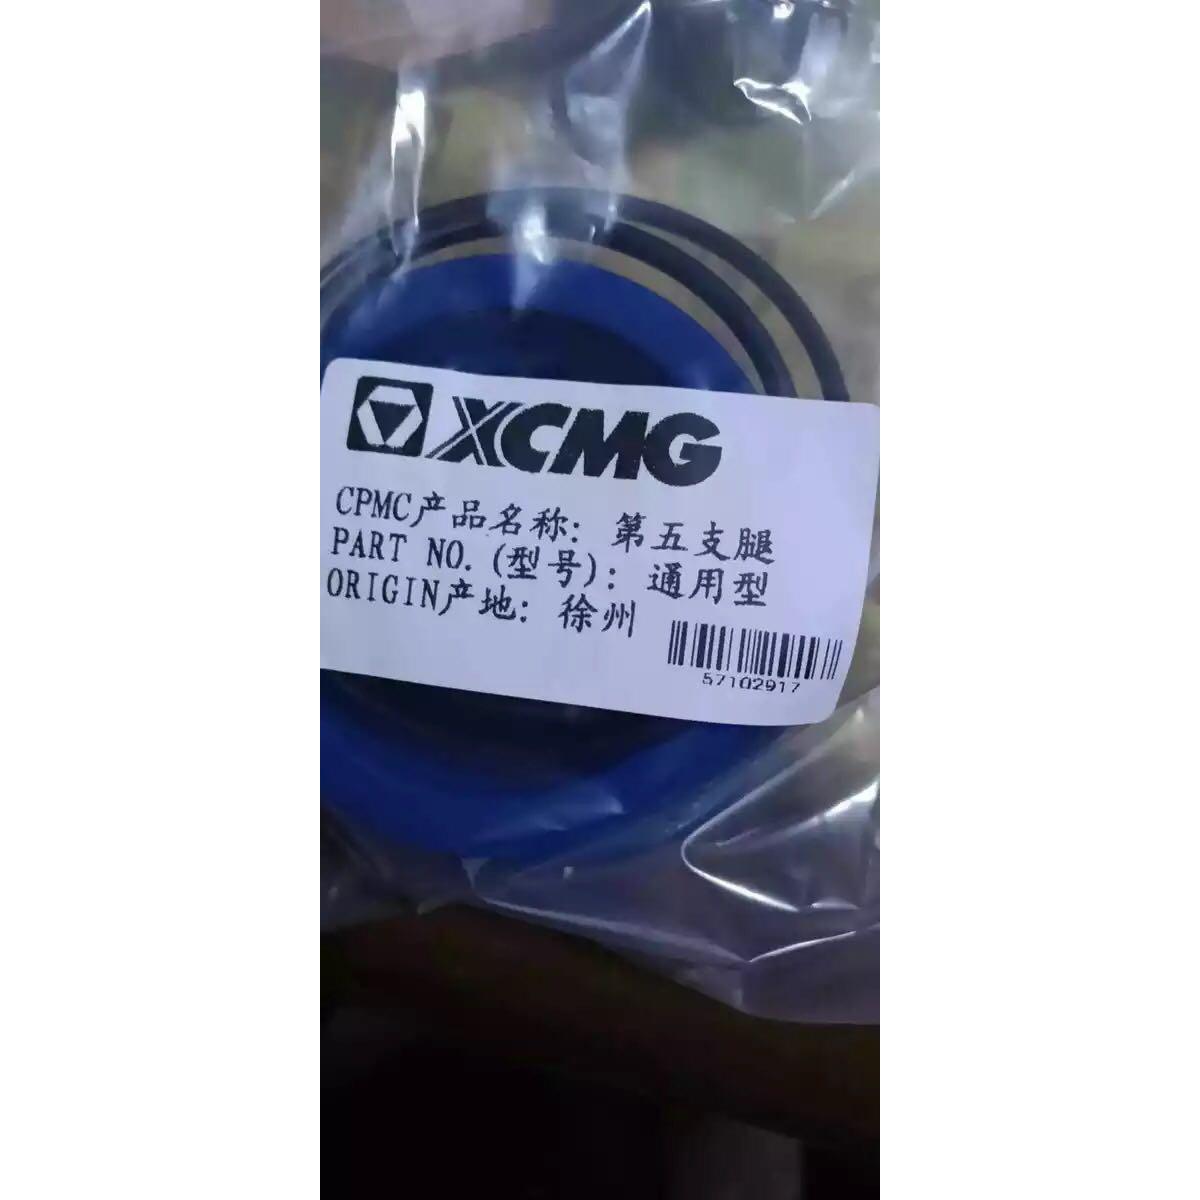 XCMG
CPMC产品名称: 第五支腿
PART NO.(型号): 通用型
ORIGIN产地: 徐州
57102917